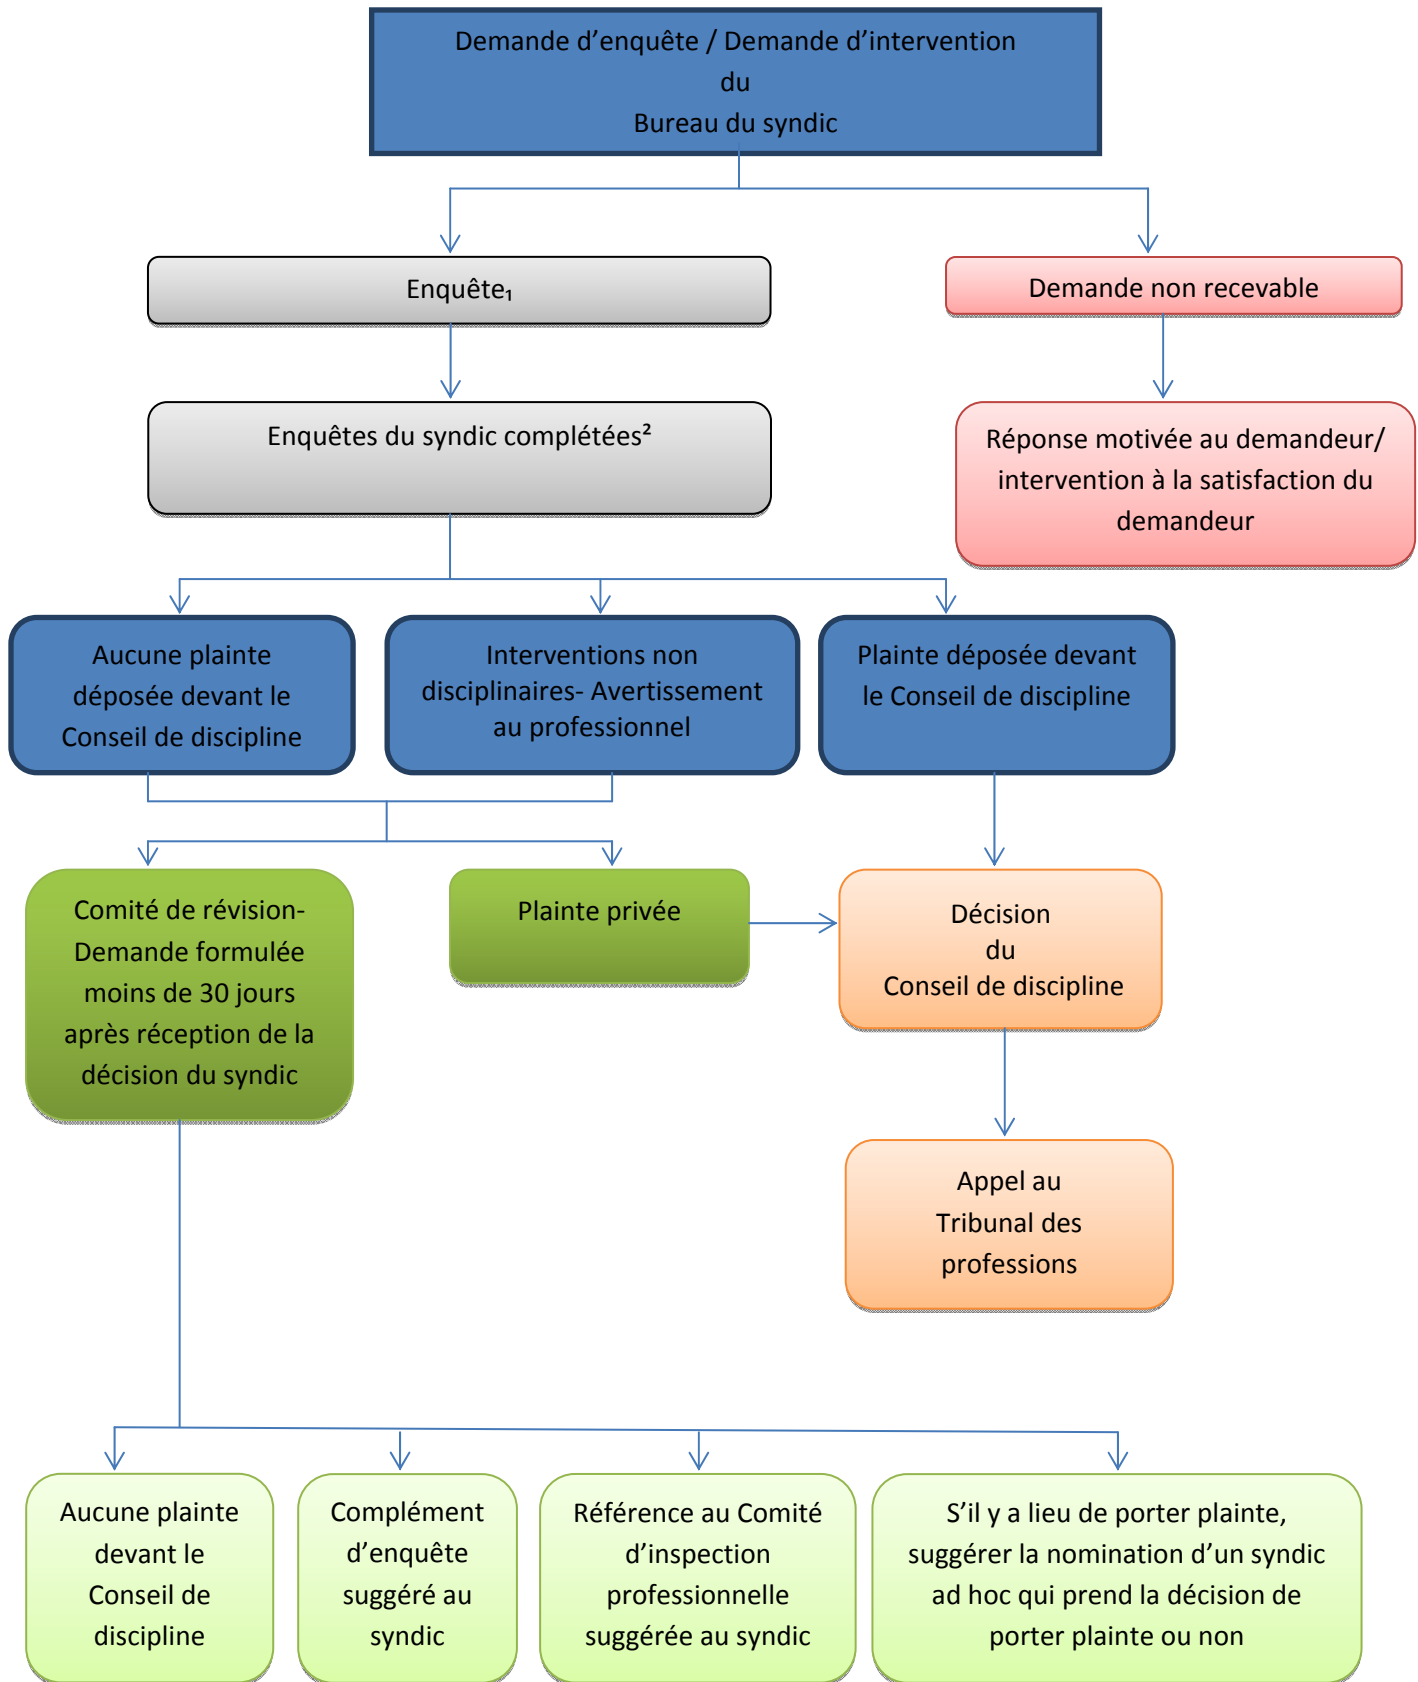 Demande d’enquête / Demande d’intervention
du
Bureau du syndic
Enquête₁
Demande non recevable
Enquêtes du syndic complétées²
Réponse motivée au demandeur/
intervention à la satisfaction du
demandeur
Aucune plainte
déposée devant le
Conseil de discipline
Interventions non
disciplinaires- Avertissement
au professionnel
Plainte déposée devant
le Conseil de discipline
Comité de révision-
Demande formulée
moins de 30 jours
après réception de la
décision du syndic
Plainte privée
Décision
du
Conseil de discipline
Appel au
Tribunal des
professions
Aucune plainte
devant le
Conseil de
discipline
Complément
d’enquête
suggéré au
syndic
Référence au Comité
d’inspection
professionnelle
suggérée au syndic
S’il y a lieu de porter plainte,
suggérer la nomination d’un syndic
ad hoc qui prend la décision de
porter plainte ou non